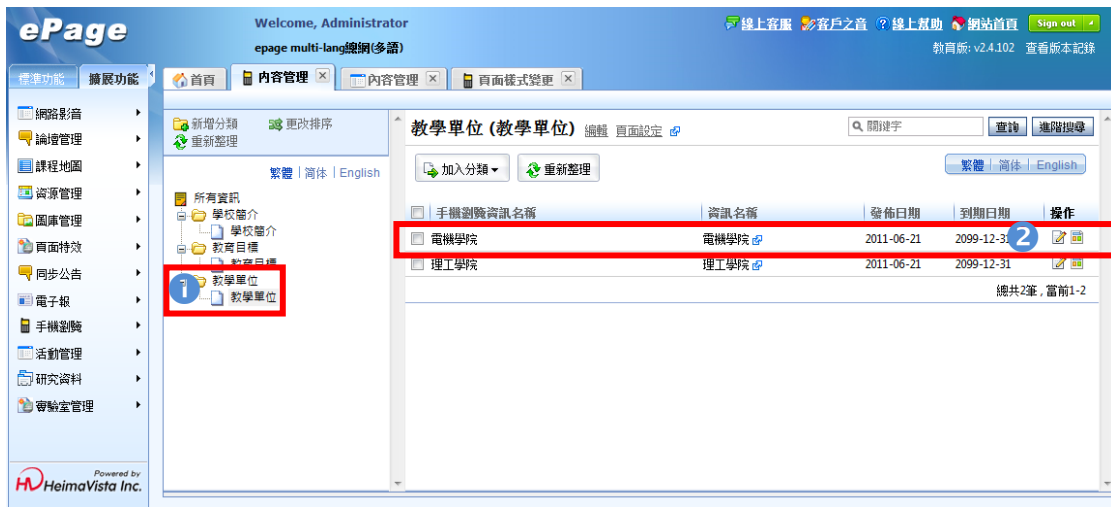 ePage
Welcome, Administrator
epage multi-lang總網(多語)
線上客服 客戶之音 線上幫助 網站首頁 Sign out
教育版: v2.4.102 查看版本記錄
標準功能 擴展功能
首頁 內容管理 內容管理 頁面樣式變更
網路影音
論壇管理
課程地圖
資源管理
圖庫管理
頁面特效
同步公告
電子報
手機瀏覽
活動管理
研究資料
實驗室管理
Powered by
HeimaVista Inc.
新增分類 更改排序
重新整理
繁體 | 简体 | English
所有資訊
學校簡介
學校簡介
教育目標
教育目標
教學單位
教學單位
1
教學單位 (教學單位) 編輯 頁面設定
關鍵字 查詢 進階搜尋
加入分類 重新整理
繁體 | 简体 | English
手機瀏覽資訊名稱 資訊名稱 發佈日期 到期日期 操作
電機學院 電機學院 2011-06-21 2099-12-31 2
理工學院 理工學院 2011-06-21 2099-12-31
總共2筆 , 當前1-2